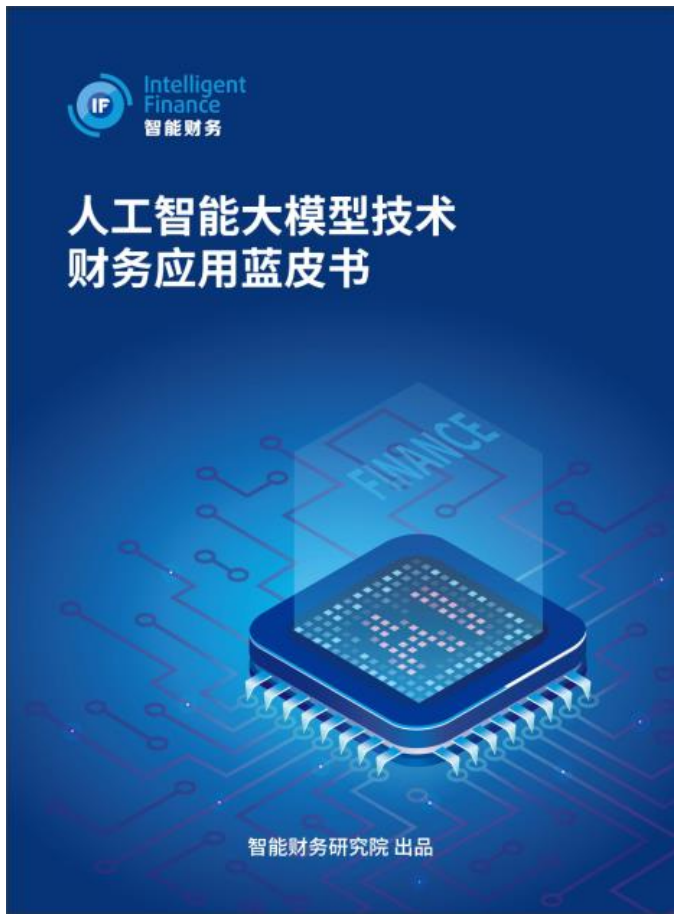 IF
Intelligent
Finance
智能财务
人工智能大模型技术
财务应用蓝皮书
FINANCE
AI
智能财务研究院 出品